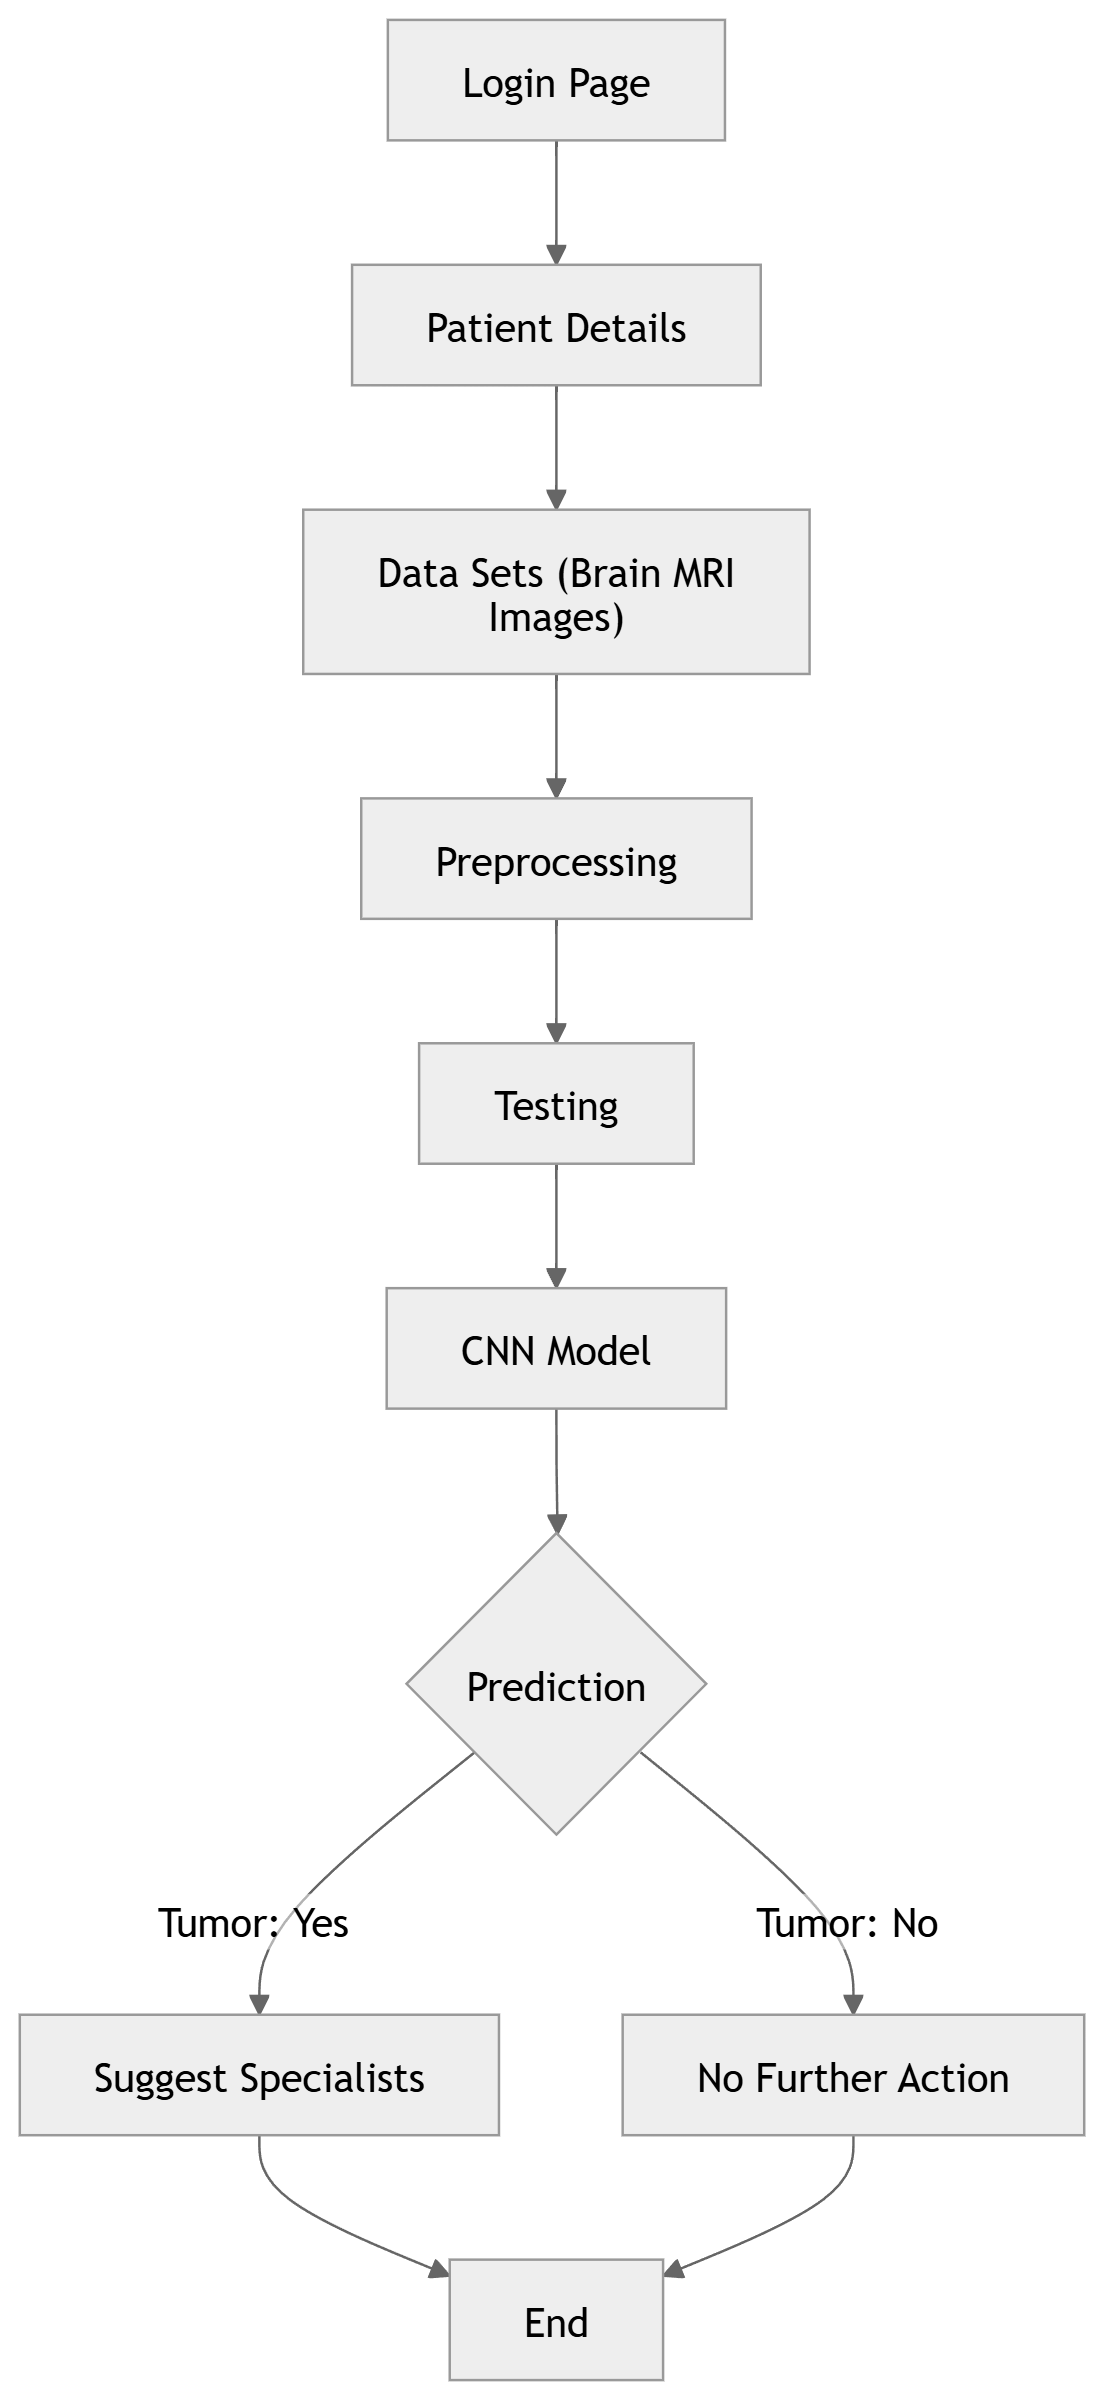 Login Page
Patient Details
Data Sets (Brain MRI
Images)
Preprocessing
Testing
CNN Model
Prediction
Tumor: Yes
Tumor: No
Suggest Specialists
No Further Action
End